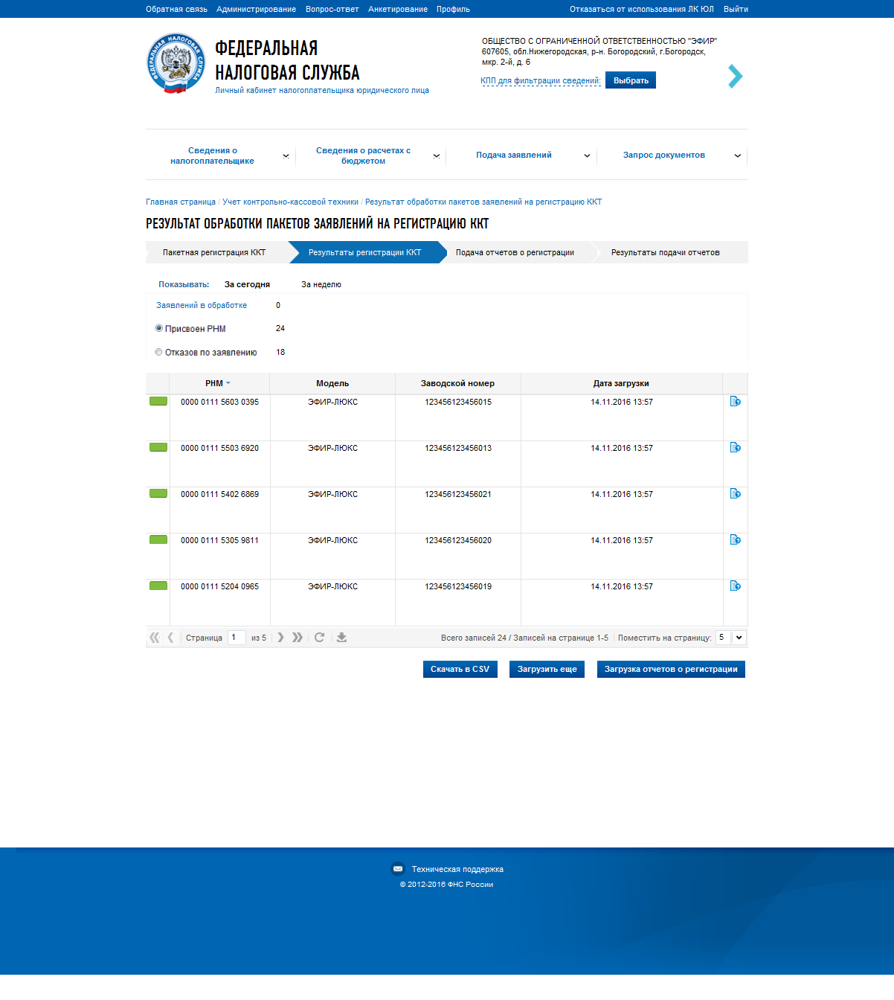 Обратная связь Администрирование Вопрос-ответ Анкетирование Профиль Отказаться от использования ЛК ЮЛ Выйти
ФЕДЕРАЛЬНАЯ НАЛОГОВАЯ СЛУЖБА
ФЕДЕРАЛЬНАЯ
НАЛОГОВАЯ СЛУЖБА
Личный кабинет налогоплательщика юридического лица
ОБЩЕСТВО С ОГРАНИЧЕННОЙ ОТВЕТСТВЕННОСТЬЮ "ЭФИР"
607605, обл.Нижегородская, р-н. Богородский, г.Богородск,
мкр. 2-й, д. 6
КПП для фильтрации сведений: Выбрать
Сведения о
налогоплательщике
Сведения о расчетах с
бюджетом
Подача заявлений
Запрос документов
Главная страница / Учет контрольно-кассовой техники / Результат обработки пакетов заявлений на регистрацию ККТ
РЕЗУЛЬТАТ ОБРАБОТКИ ПАКЕТОВ ЗАЯВЛЕНИЙ НА РЕГИСТРАЦИЮ ККТ
Пакетная регистрация ККТ Результаты регистрации ККТ Подача отчетов о регистрации Результаты подачи отчетов
Показывать: За сегодня За неделю
Заявлений в обработке 0
Присвоен РНМ 24
Отказов по заявлению 18
РНМ Модель Заводской номер Дата загрузки
0000 0111 5603 0395 ЭФИР-ЛЮКС 123456123456015 14.11.2016 13:57
0000 0111 5503 6920 ЭФИР-ЛЮКС 123456123456013 14.11.2016 13:57
0000 0111 5402 6869 ЭФИР-ЛЮКС 123456123456021 14.11.2016 13:57
0000 0111 5305 9811 ЭФИР-ЛЮКС 123456123456020 14.11.2016 13:57
0000 0111 5204 0965 ЭФИР-ЛЮКС 123456123456019 14.11.2016 13:57
Страница 1 из 5 Всего записей 24 / Записей на странице 1-5 Поместить на страницу: 5
Скачать в CSV Загрузить еще Загрузка отчетов о регистрации
Техническая поддержка
© 2012-2016 ФНС России